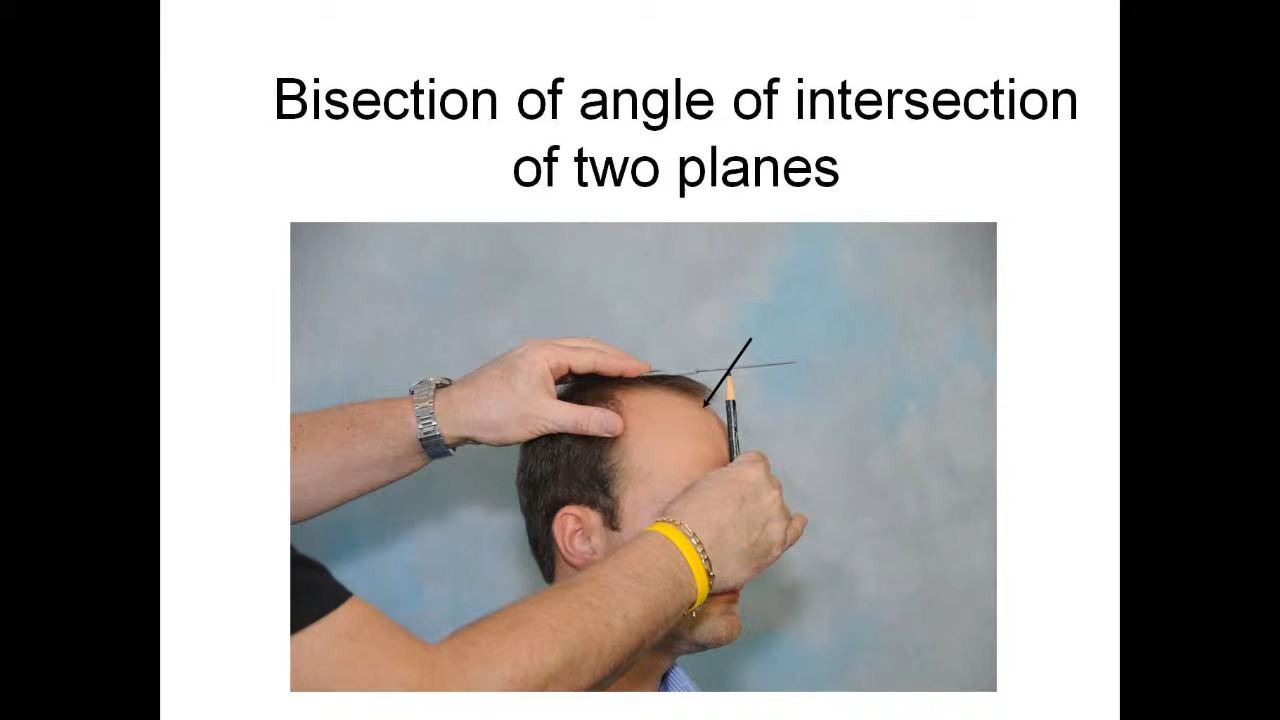 Bisection of angle of intersection
of two planes